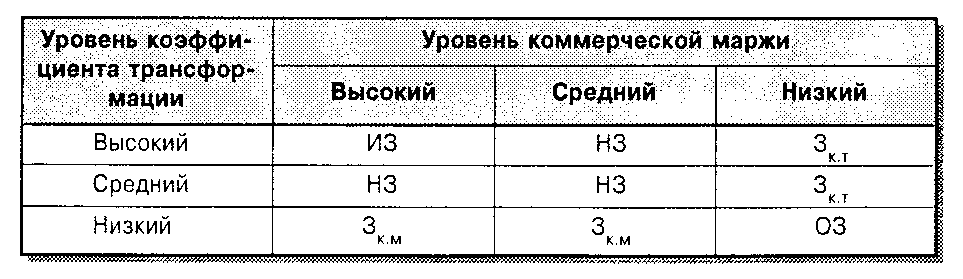 Уровень коэффи-
циента трансфор-
мации
Уровень коммерческой маржи
Высокий Средний Низкий
Высокий ИЗ НЗ Зк.т
Средний НЗ НЗ Зк.т
Низкий Зк.м Зк.м ОЗ